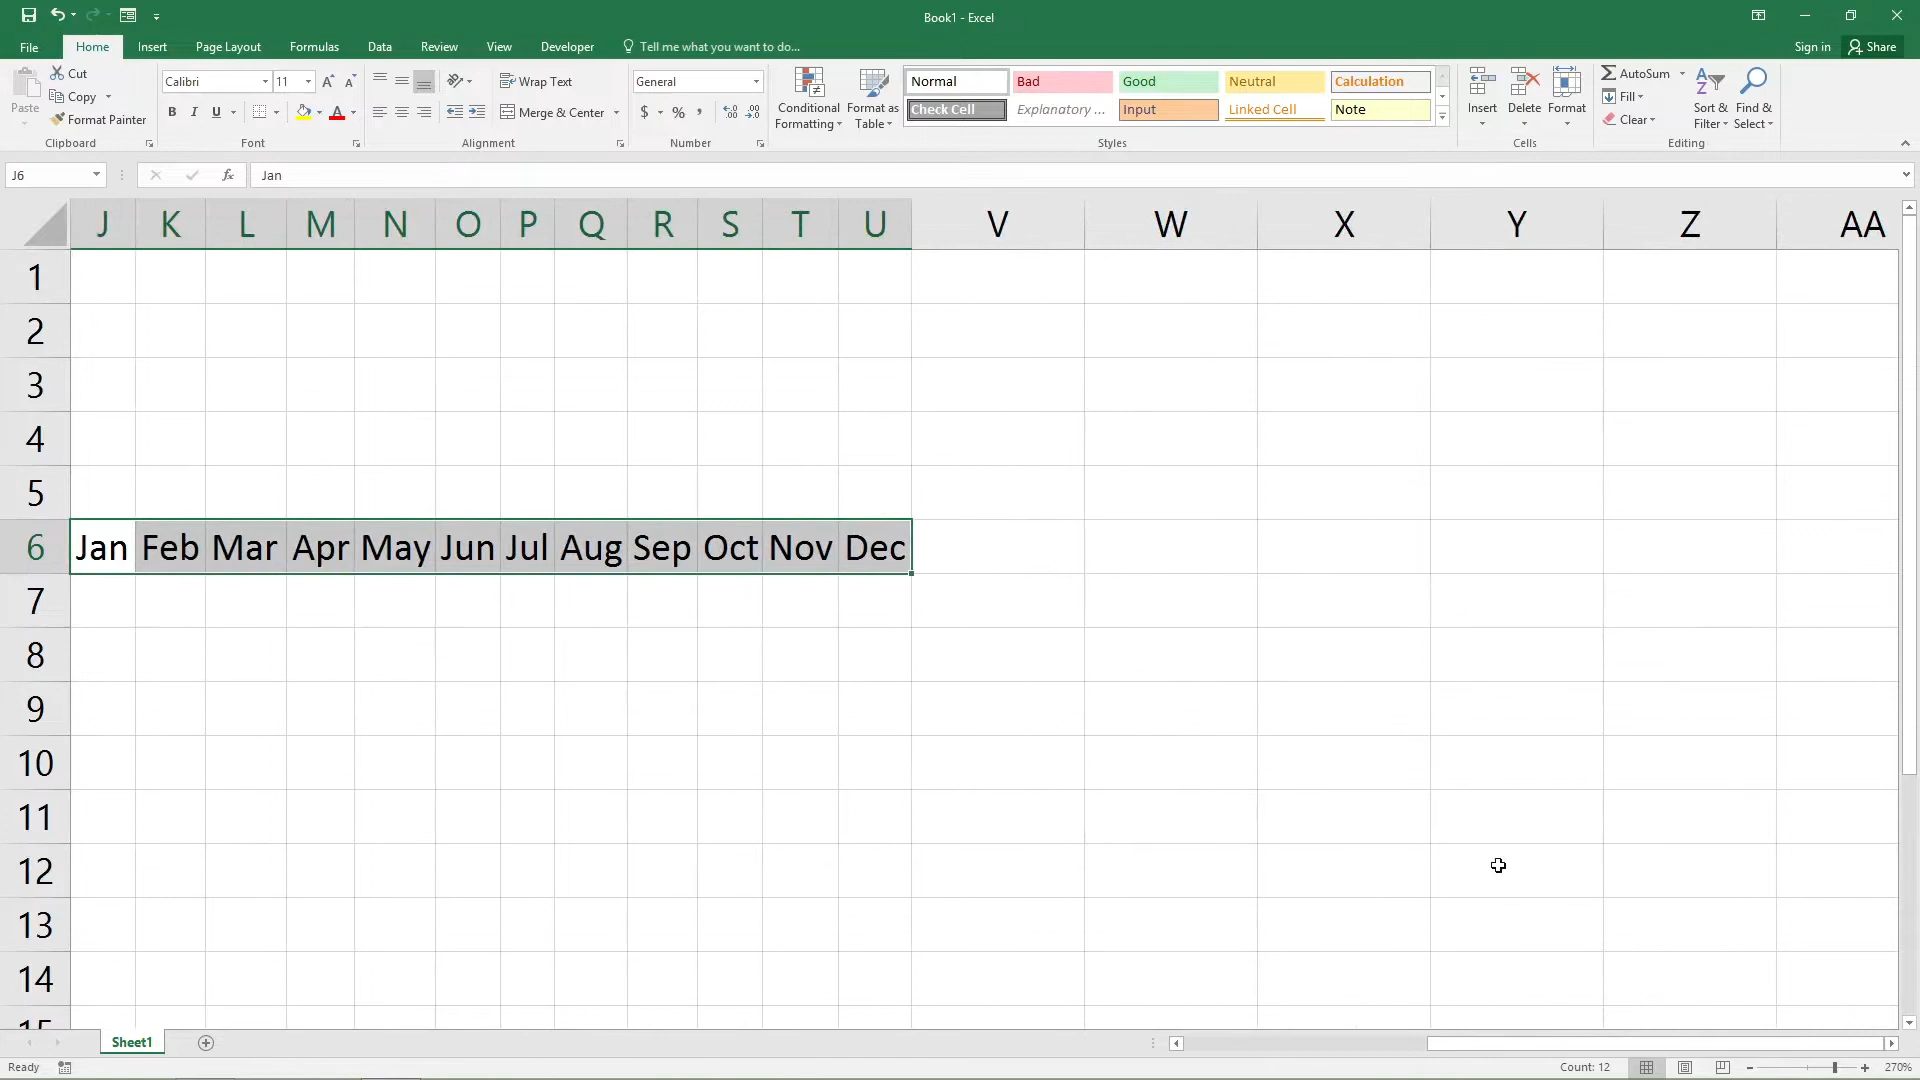 Book1 - Excel
File Home Insert Page Layout Formulas Data Review View Developer Tell me what you want to do... Sign in Share
Paste
Cut
Copy
Format Painter
Clipboard
Calibri 11
B I U
Font
Wrap Text
Merge & Center
Alignment
General
$ % ,
Number
Conditional Formatting
Format as Table
Normal Bad Good Neutral Calculation
Check Cell Explanatory ... Input Linked Cell Note
Styles
Insert Delete Format
Cells
AutoSum
Fill
Clear
Sort & Filter
Find & Select
Editing
J6 fx Jan
J K L M N O P Q R S T U V W X Y Z AA
1
2
3
4
5
6 Jan Feb Mar Apr May Jun Jul Aug Sep Oct Nov Dec
7
8
9
10
11
12
13
14
15
Sheet1
Ready Count: 12 270%